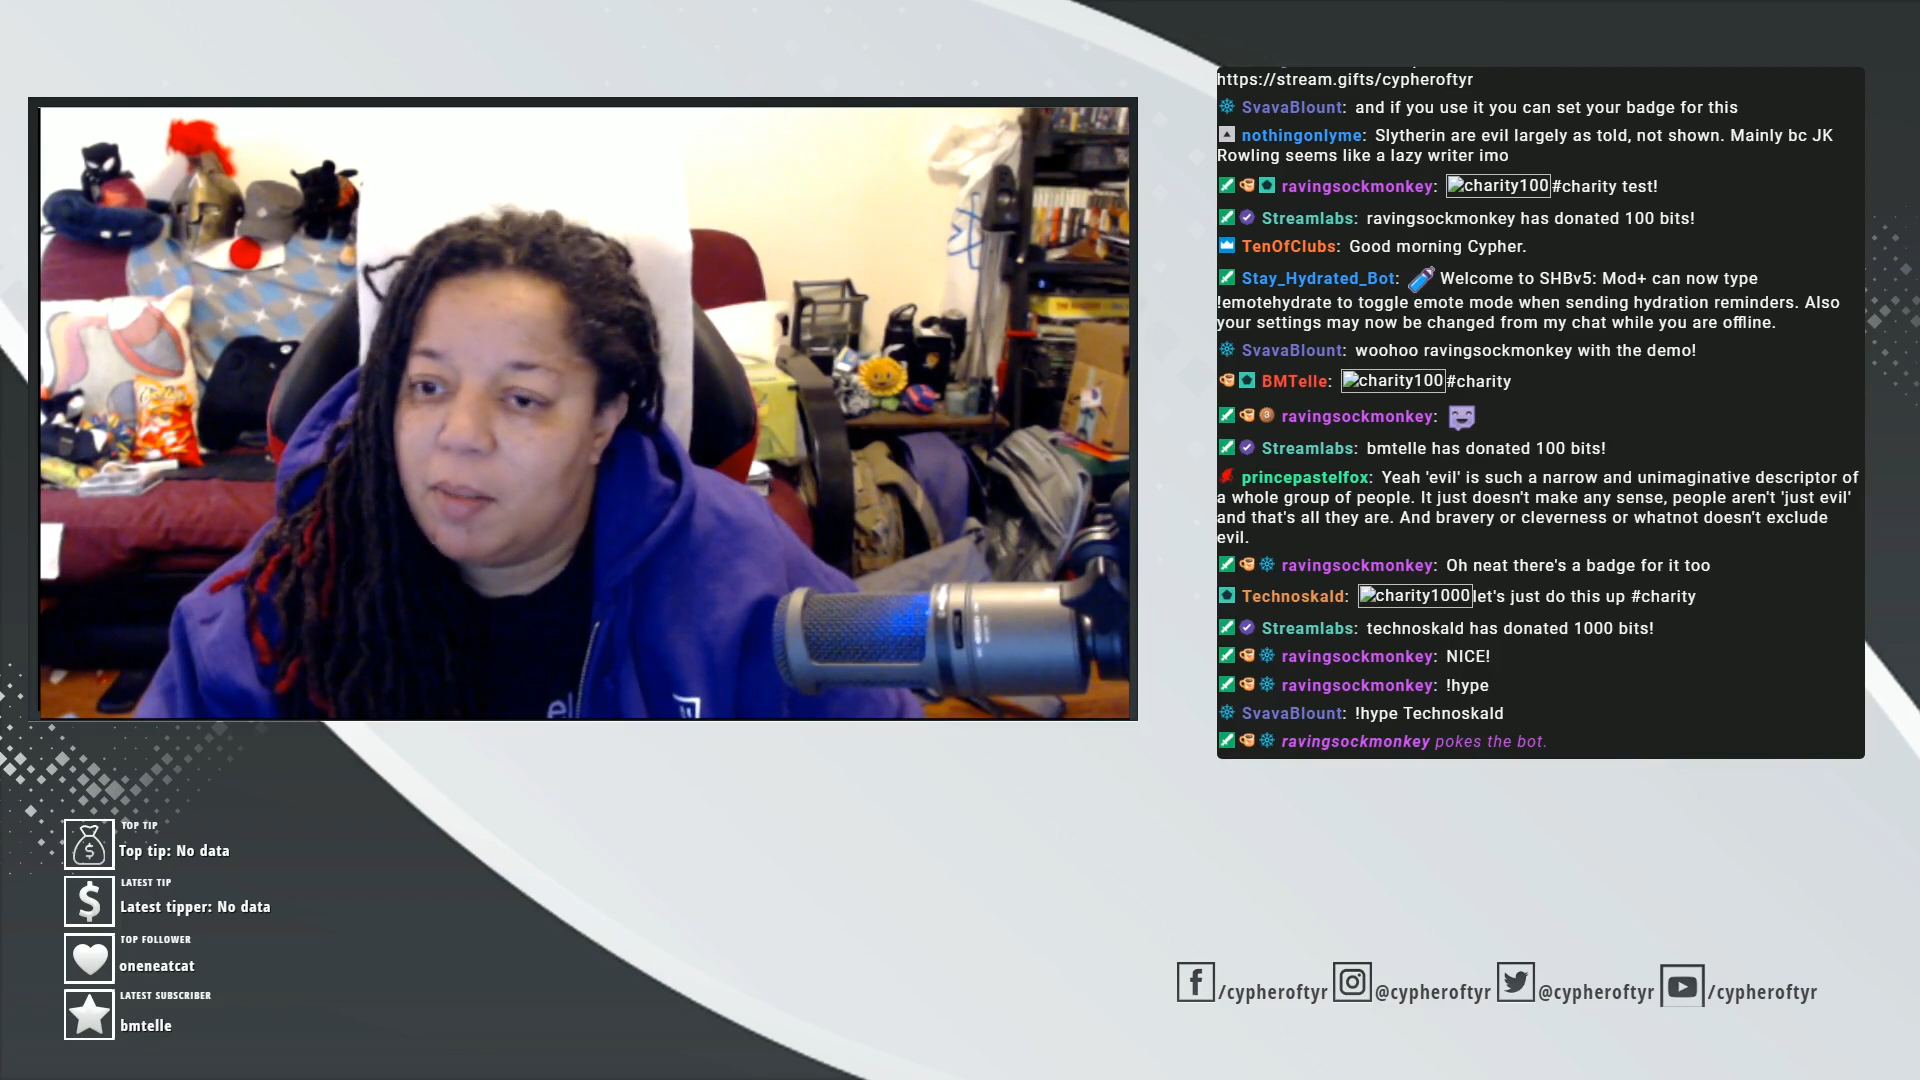 https://stream.gifts/cypheroftyr
SvavaBlount: and if you use it you can set your badge for this
nothingonlyme: Slytherin are evil largely as told, not shown. Mainly bc JK
Rowling seems like a lazy writer imo
ravingsockmonkey: charity100 #charity test!
Streamlabs: ravingsockmonkey has donated 100 bits!
TenOfClubs: Good morning Cypher.
Stay_Hydrated_Bot: Welcome to SHBv5: Mod+ can now type
!emotehydrate to toggle emote mode when sending hydration reminders. Also
your settings may now be changed from my chat while you are offline.
SvavaBlount: woohoo ravingsockmonkey with the demo!
BMTelle: charity100 #charity
ravingsockmonkey:
Streamlabs: bmtelle has donated 100 bits!
princepastelfox: Yeah 'evil' is such a narrow and unimaginative descriptor of
a whole group of people. It just doesn't make any sense, people aren't 'just evil'
and that's all they are. And bravery or cleverness or whatnot doesn't exclude
evil.
ravingsockmonkey: Oh neat there's a badge for it too
Technoskald: charity1000 let's just do this up #charity
Streamlabs: technoskald has donated 1000 bits!
ravingsockmonkey: NICE!
ravingsockmonkey: !hype
SvavaBlount: !hype Technoskald
ravingsockmonkey pokes the bot.
TOP TIP
Top tip: No data
LATEST TIP
Latest tipper: No data
TOP FOLLOWER
oneneatcat
LATEST SUBSCRIBER
bmtelle
/cypheroftyr @cypheroftyr @cypheroftyr /cypheroftyr